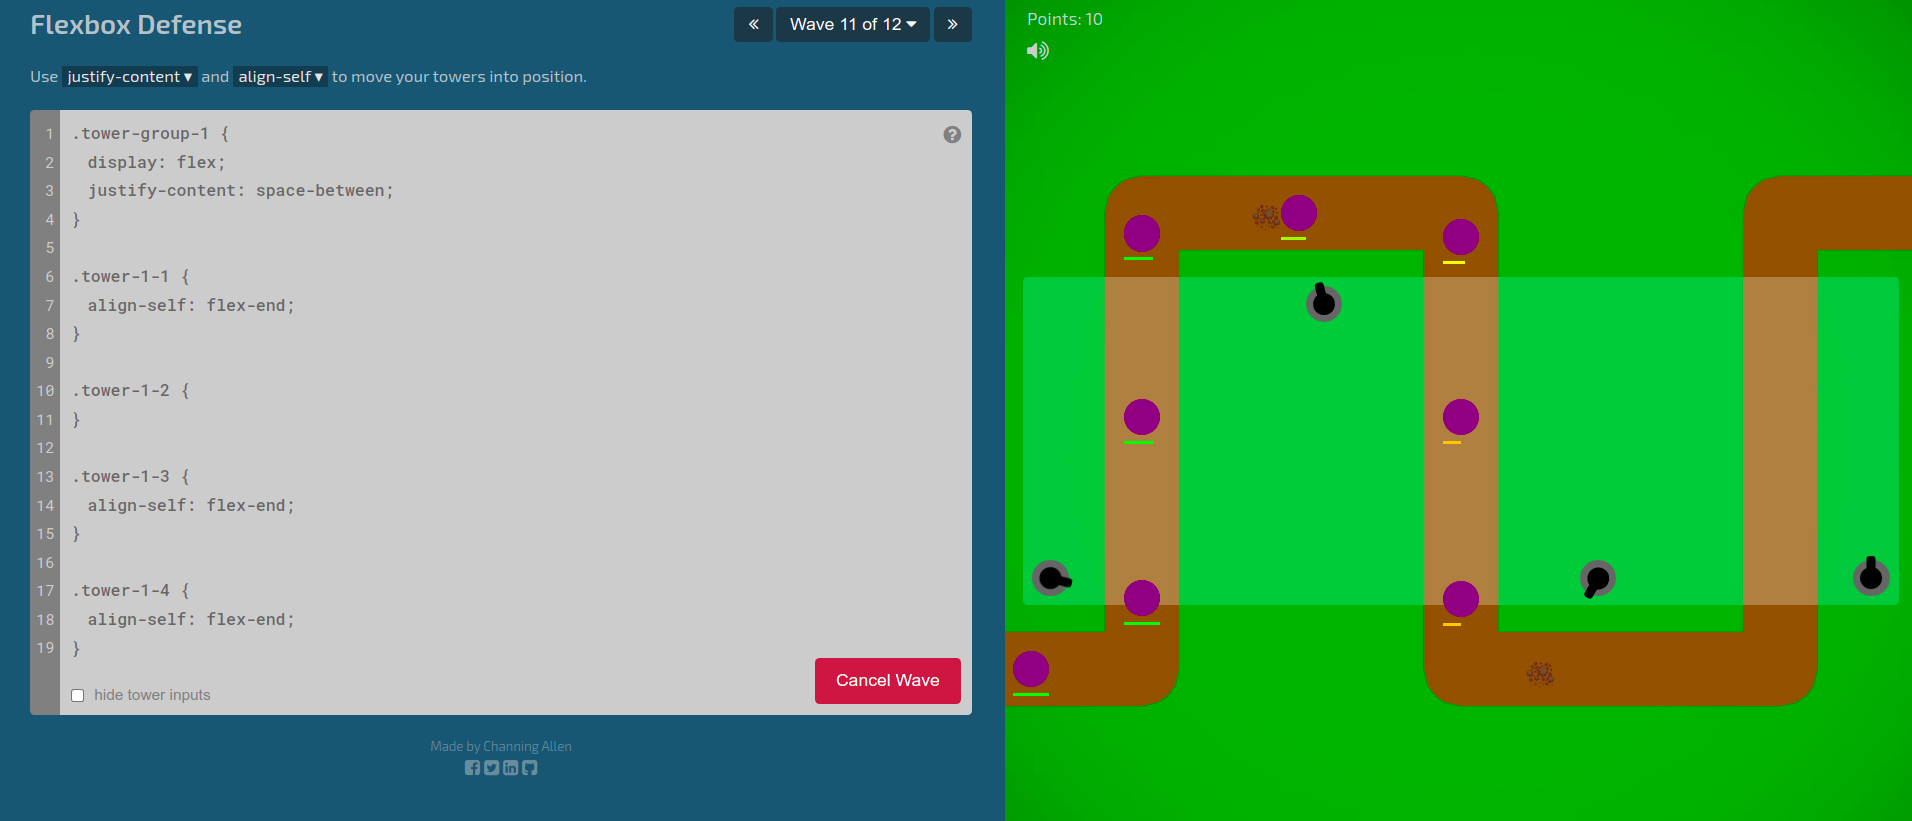 Flexbox Defense
« Wave 11 of 12 ▾ »
Use justify-content ▾ and align-self ▾ to move your towers into position.
1 .tower-group-1 {
2 display: flex;
3 justify-content: space-between;
4 }
5
6 .tower-1-1 {
7 align-self: flex-end;
8 }
9
10 .tower-1-2 {
11 }
12
13 .tower-1-3 {
14 align-self: flex-end;
15 }
16
17 .tower-1-4 {
18 align-self: flex-end;
19 }
?
hide tower inputs
Cancel Wave
Made by Channing Allen
Points: 10